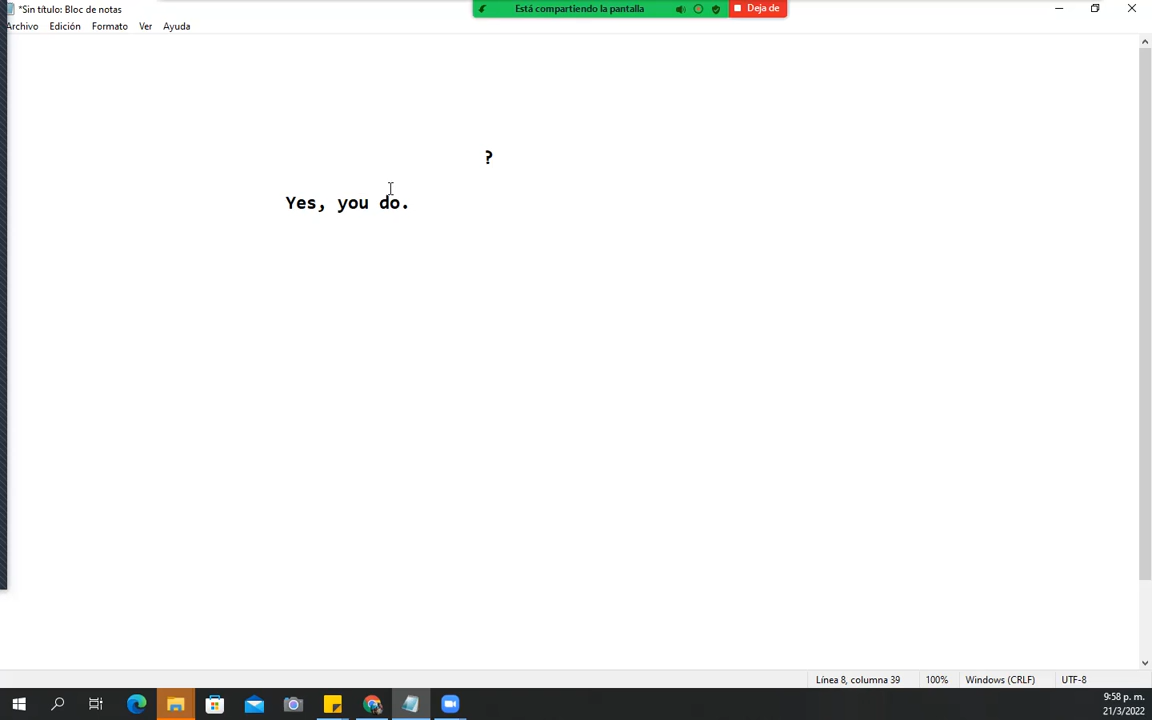 *Sin título: Bloc de notas
Está compartiendo la pantalla
Deja de
Archivo Edición Formato Ver Ayuda
?
Yes, you do.
Línea 8, columna 39 100% Windows (CRLF) UTF-8
9:58 p. m.
21/3/2022